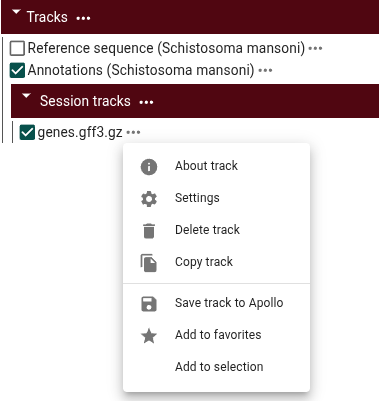 Tracks ...
Reference sequence (Schistosoma mansoni) ...
Annotations (Schistosoma mansoni) ...
Session tracks ...
genes.gff3.gz ...
About track
Settings
Delete track
Copy track
Save track to Apollo
Add to favorites
Add to selection